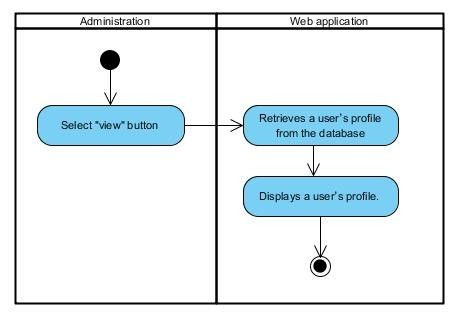 Administration
Web application
Select "view" button
Retrieves a user's profile
from the database
Displays a user's profile.